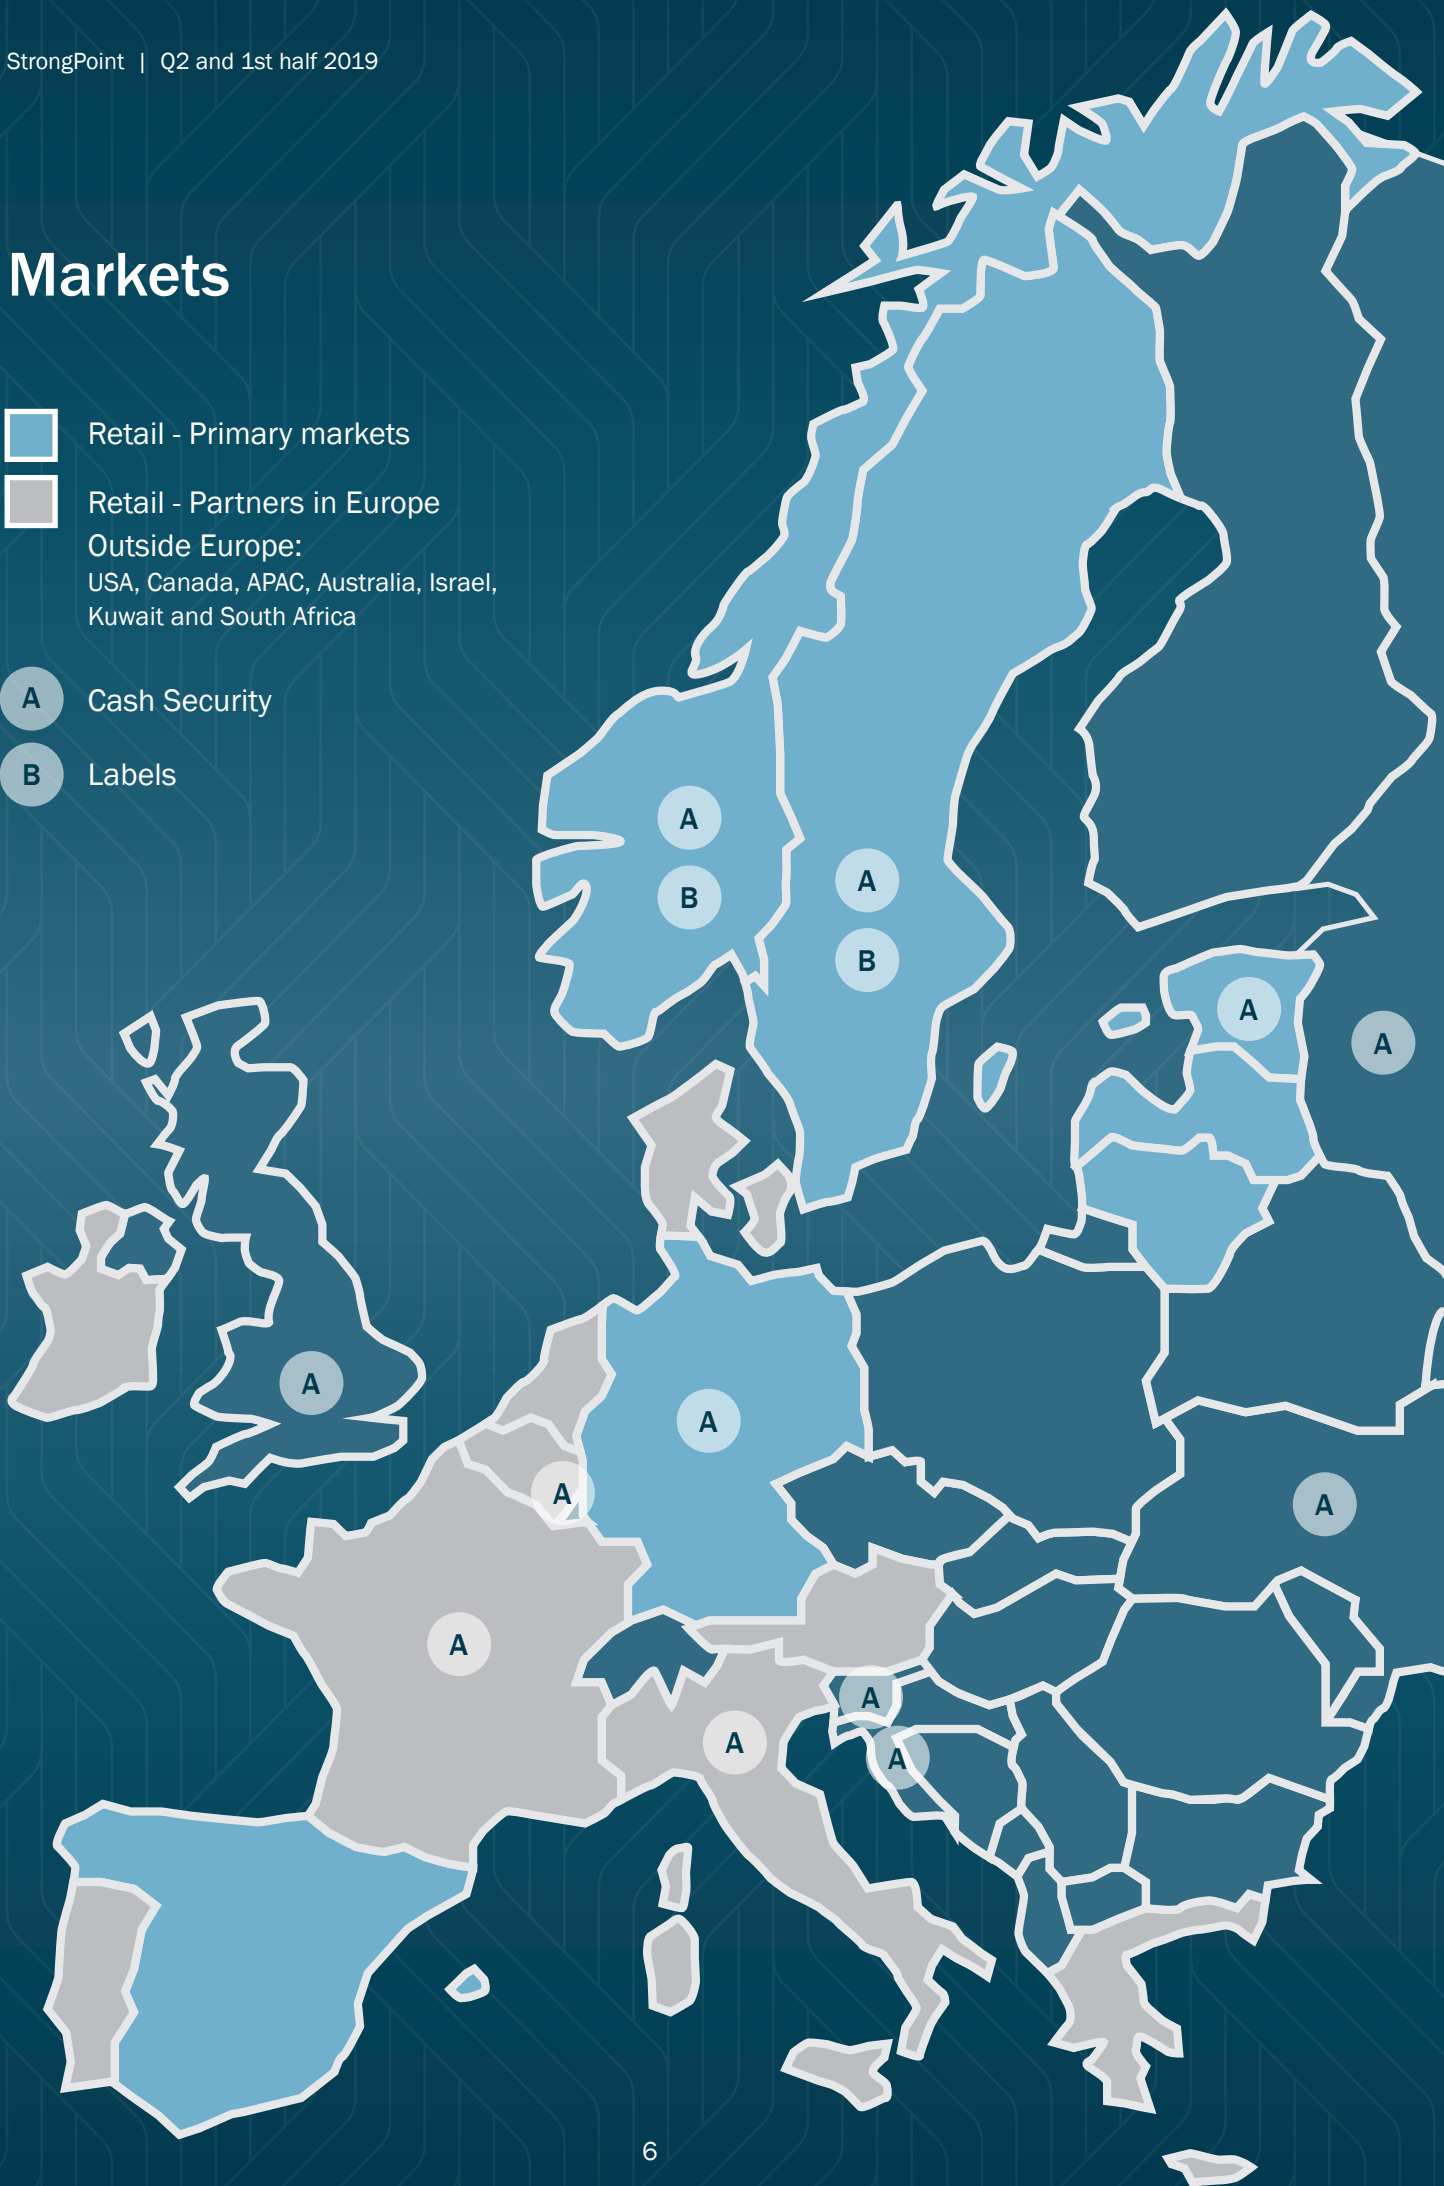 StrongPoint | Q2 and 1st half 2019
Markets
Retail - Primary markets
Retail - Partners in Europe
Outside Europe:
USA, Canada, APAC, Australia, Israel,
Kuwait and South Africa
A Cash Security
B Labels
A
B
A
B
A
A
A
A
A
A
A
A
A
A
6